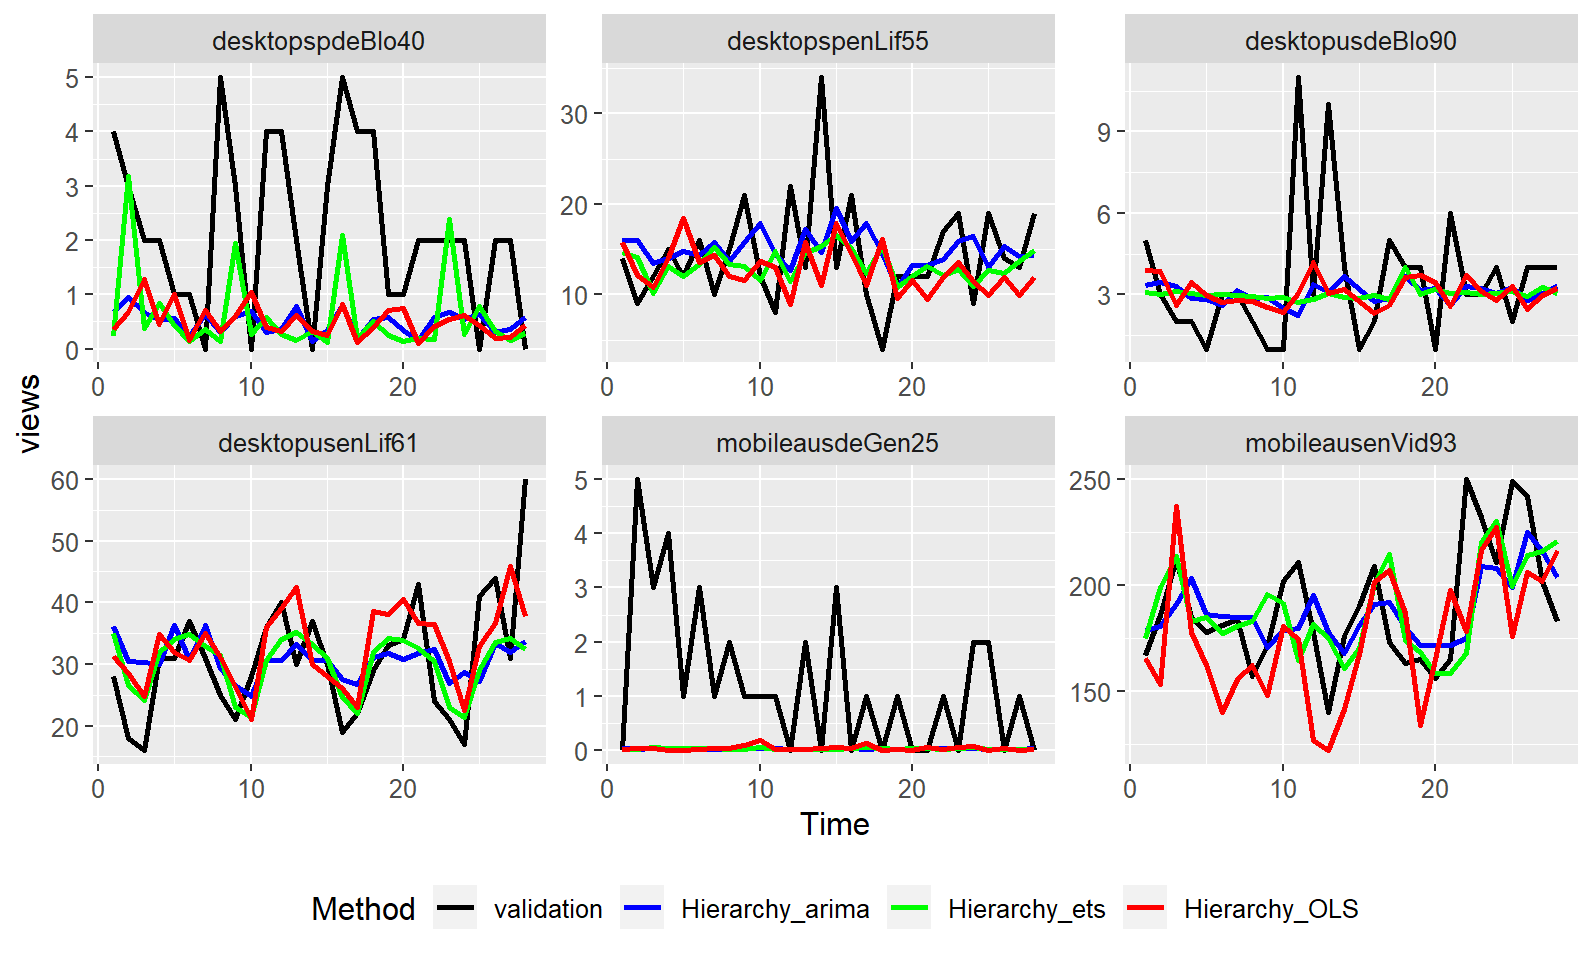 desktopspdeBlo40 desktopspenLif55 desktopusdeBlo90
5 4 3 2 1 0
30 20 10
9 6 3
0 10 20 0 10 20 0 10 20
views
desktopusenLif61 mobileausdeGen25 mobileausenVid93
60 50 40 30 20
5 4 3 2 1 0
250 200 150
0 10 20 0 10 20 0 10 20
Time
Method validation Hierarchy_arima Hierarchy_ets Hierarchy_OLS